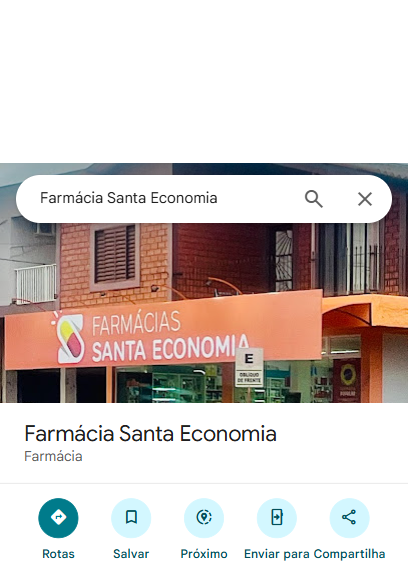 Farmácia Santa Economia
FARMÁCIAS
SANTA ECONOMIA
E
OBLÍQUO
DE FRENTE
Farmácia Santa Economia
Farmácia
Rotas
Salvar
Próximo
Enviar para
Compartilha